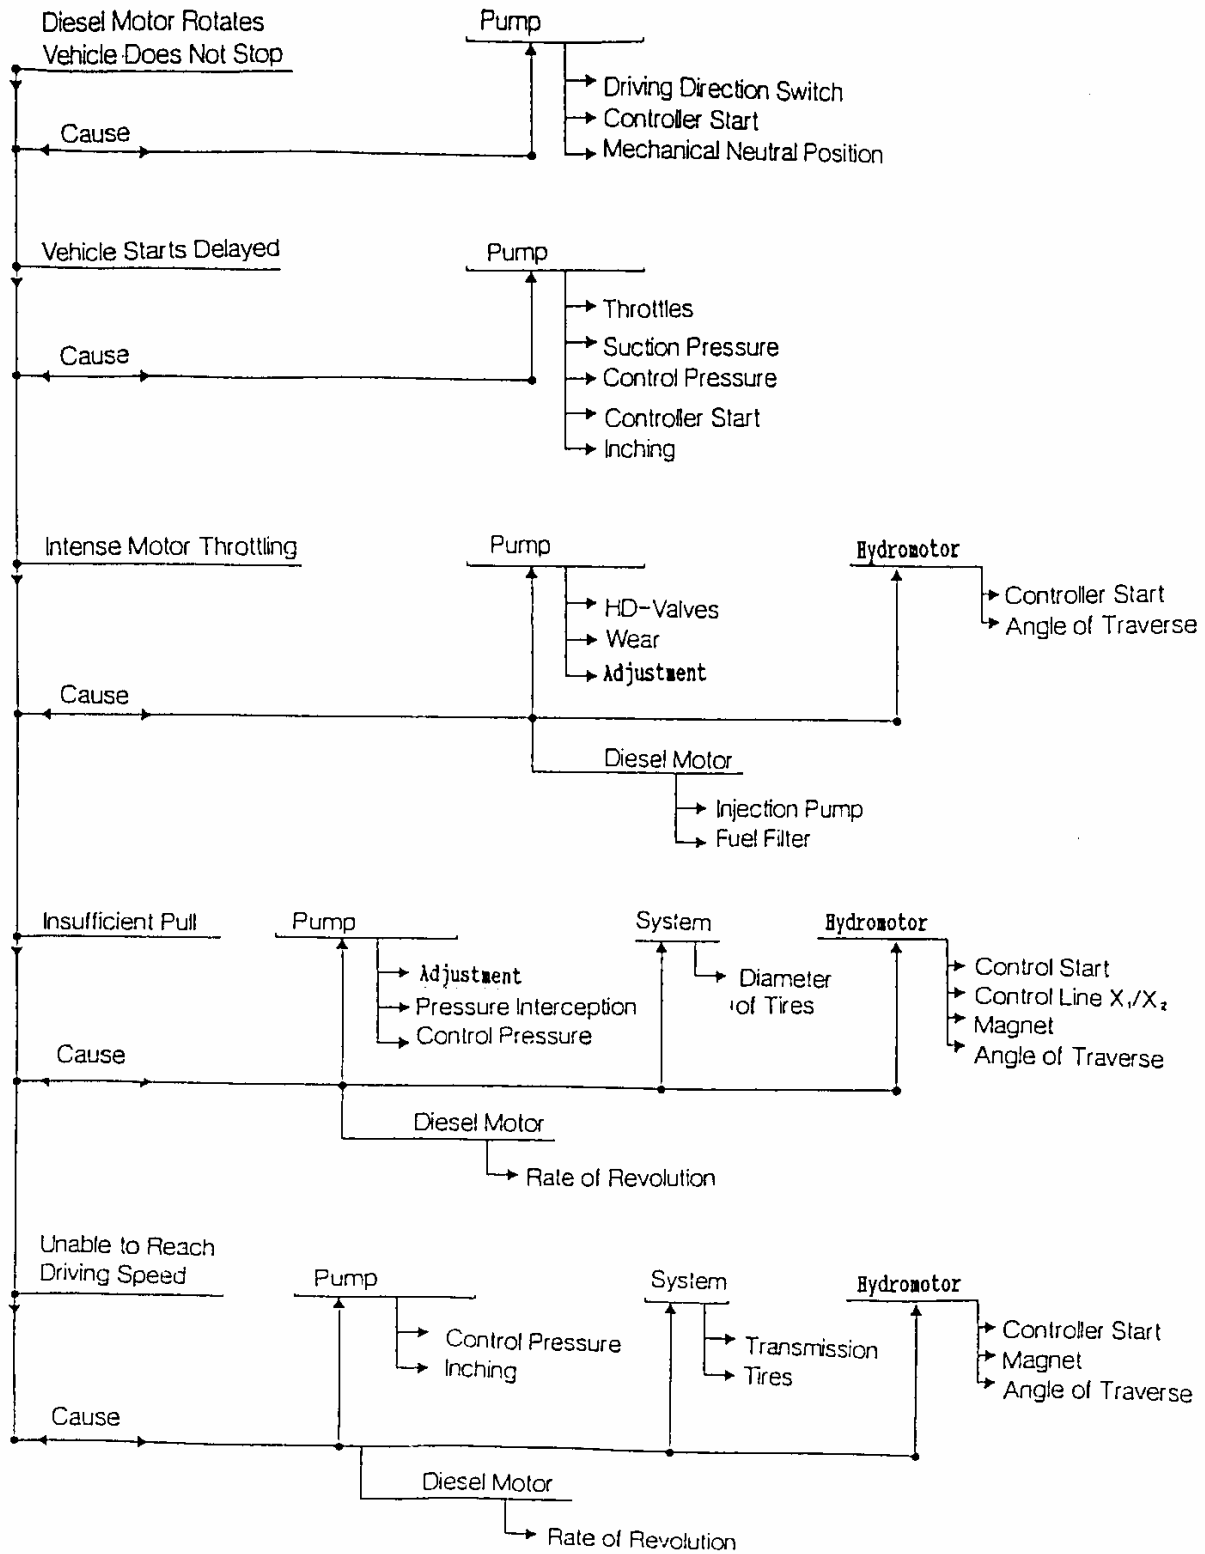 Diesel Motor Rotates
Vehicle Does Not Stop
Pump
Driving Direction Switch
Controller Start
Mechanical Neutral Position
Cause
Vehicle Starts Delayed
Pump
Throttles
Suction Pressure
Control Pressure
Controller Start
Inching
Cause
Intense Motor Throttling
Pump
HD-Valves
Wear
Adjustment
Hydromotor
Controller Start
Angle of Traverse
Cause
Diesel Motor
Injection Pump
Fuel Filter
Insufficient Pull
Pump
Adjustment
Pressure Interception
Control Pressure
System
Diameter
of Tires
Hydromotor
Control Start
Control Line X₁/X₂
Magnet
Angle of Traverse
Cause
Diesel Motor
Rate of Revolution
Unable to Reach
Driving Speed
Pump
Control Pressure
Inching
System
Transmission
Tires
Hydromotor
Controller Start
Magnet
Angle of Traverse
Cause
Diesel Motor
Rate of Revolution